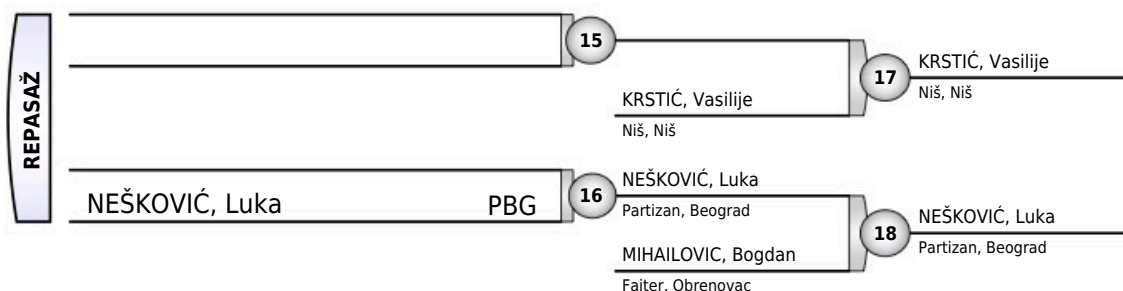 REPASAŽ
15
KRSTIĆ, Vasilije
Niš, Niš
17
KRSTIĆ, Vasilije
Niš, Niš
NEŠKOVIĆ, Luka PBG
16
NEŠKOVIĆ, Luka
Partizan, Beograd
MIHAILOVIC, Bogdan
Fajter, Obrenovac
18
NEŠKOVIĆ, Luka
Partizan, Beograd